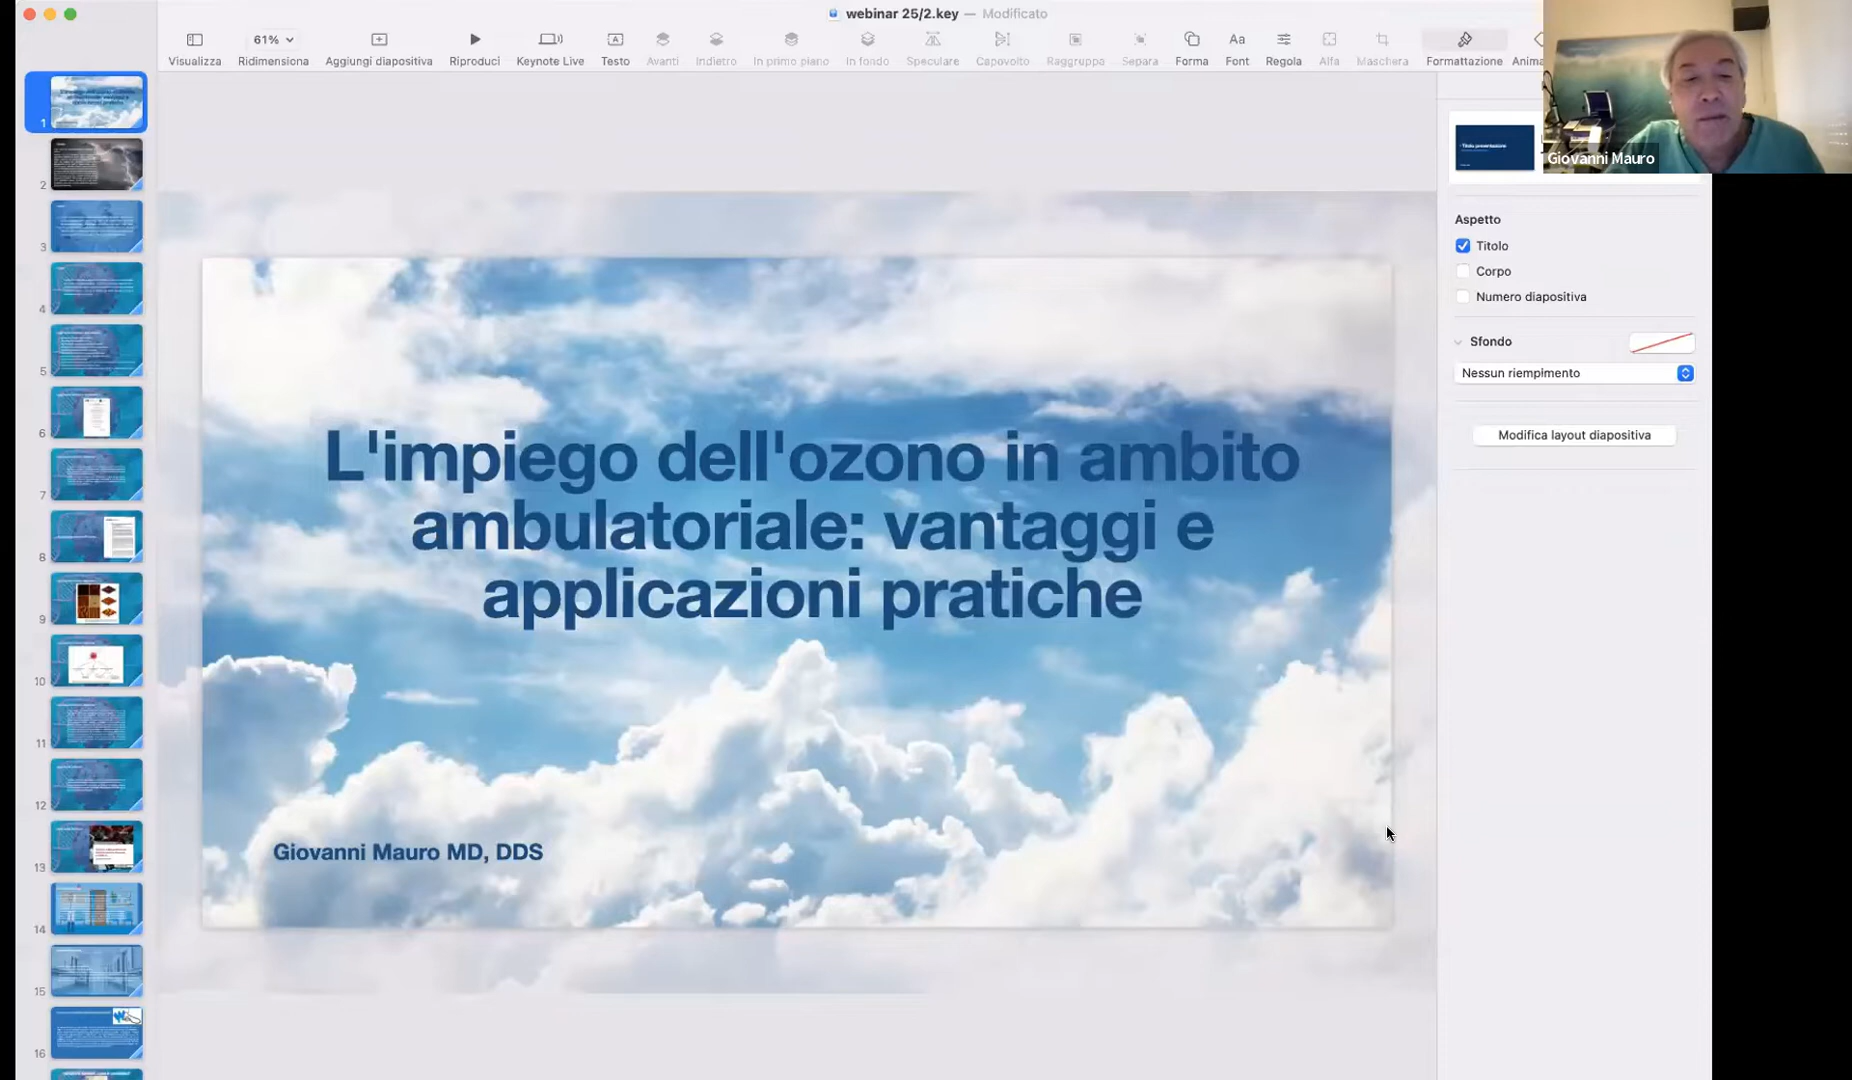 webinar 25/2.key — Modificato
61%
Visualizza
Ridimensiona
Aggiungi diapositiva
Riproduci
Keynote Live
Testo
Avanti
Indietro
In primo piano
In fondo
Speculare
Capovolto
Raggruppa
Separa
Forma
Font
Regola
Alfa
Maschera
Formattazione
Giovanni Mauro
Titolo presentazione
Aspetto
Titolo
Corpo
Numero diapositiva
Sfondo
Nessun riempimento
Modifica layout diapositiva
L'impiego dell'ozono in ambito
ambulatoriale: vantaggi e
applicazioni pratiche
Giovanni Mauro MD, DDS
1
2
3
4
5
6
7
8
9
10
11
12
13
14
15
16